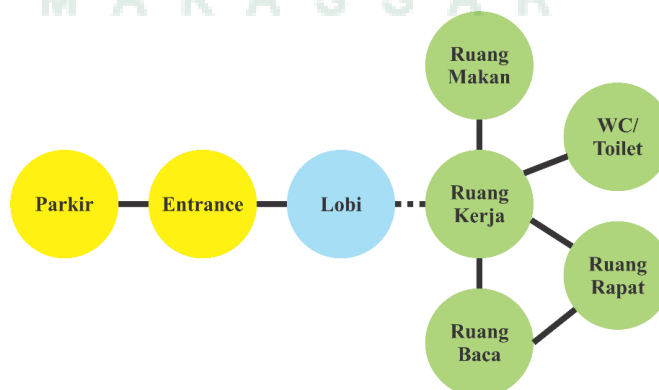 M A K A S S A R
Ruang
Makan
WC/
Toilet
Parkir
Entrance
Lobi
Ruang
Kerja
Ruang
Rapat
Ruang
Baca